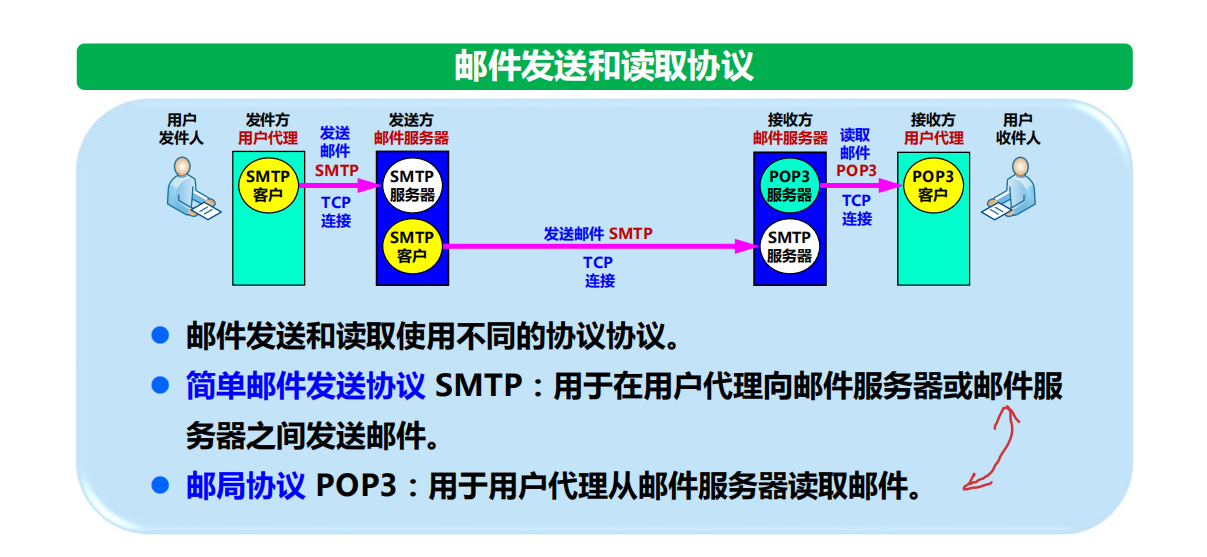 邮件发送和读取协议
用户
发件人
发件方
用户代理
发送
邮件
SMTP
TCP
连接
发送方
邮件服务器
SMTP
客户
SMTP
服务器
SMTP
客户
发送邮件 SMTP
TCP
连接
接收方
邮件服务器
POP3
服务器
SMTP
服务器
读取
邮件
POP3
TCP
连接
接收方
用户代理
POP3
客户
用户
收件人
邮件发送和读取使用不同的协议协议。
简单邮件发送协议 SMTP：用于在用户代理向邮件服务器或邮件服
务器之间发送邮件。
邮局协议 POP3：用于用户代理从邮件服务器读取邮件。